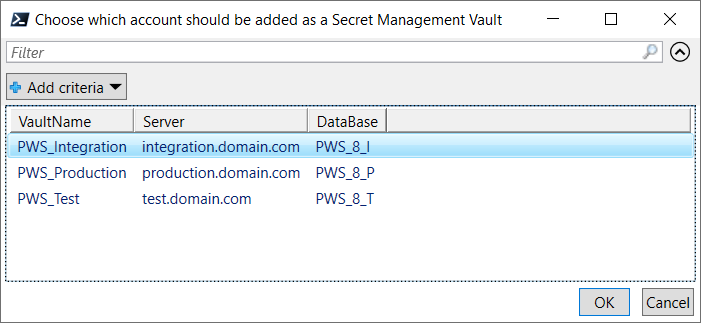 Choose which account should be added as a Secret Management Vault
Filter
Add criteria
VaultName Server DataBase
PWS_Integration integration.domain.com PWS_8_I
PWS_Production production.domain.com PWS_8_P
PWS_Test test.domain.com PWS_8_T
OK Cancel